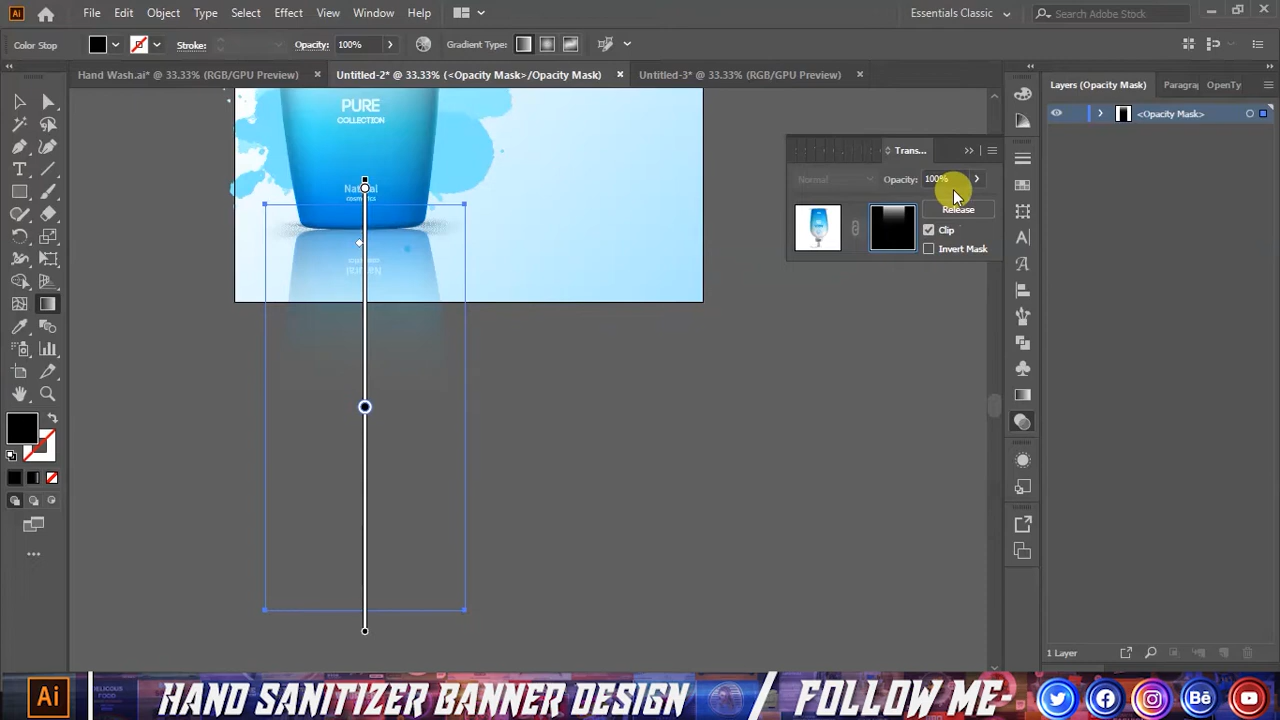 Ai File Edit Object Type Select Effect View Window Help Essentials Classic Search Adobe Stock
Color Stop Stroke: Opacity: 100% Gradient Type:
Hand Wash.ai* @ 33.33% (RGB/GPU Preview) Untitled-2* @ 33.33% (<Opacity Mask>/Opacity Mask) Untitled-3* @ 33.33% (RGB/GPU Preview)
Layers (Opacity Mask) Paragra OpenTy
PURE
COLLECTION
<Opacity Mask>
Trans...
Normal Opacity: 100%
Natural
cosmetics
Release
Clip
Invert Mask
1 Layer
Ai HAND SANITIZER BANNER DESIGN / FOLLOW ME-